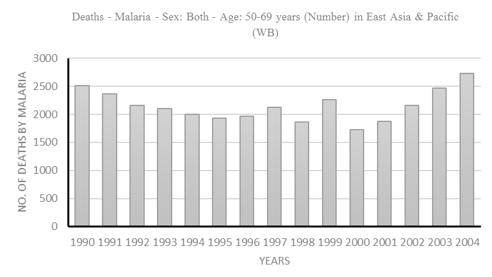 Deaths - Malaria - Sex: Both - Age: 50-69 years (Number) in East Asia & Pacific
(WB)
NO. OF DEATHS BY MALARIA
3000
2500
2000
1500
1000
500
0
1990 1991 1992 1993 1994 1995 1996 1997 1998 1999 2000 2001 2002 2003 2004
YEARS